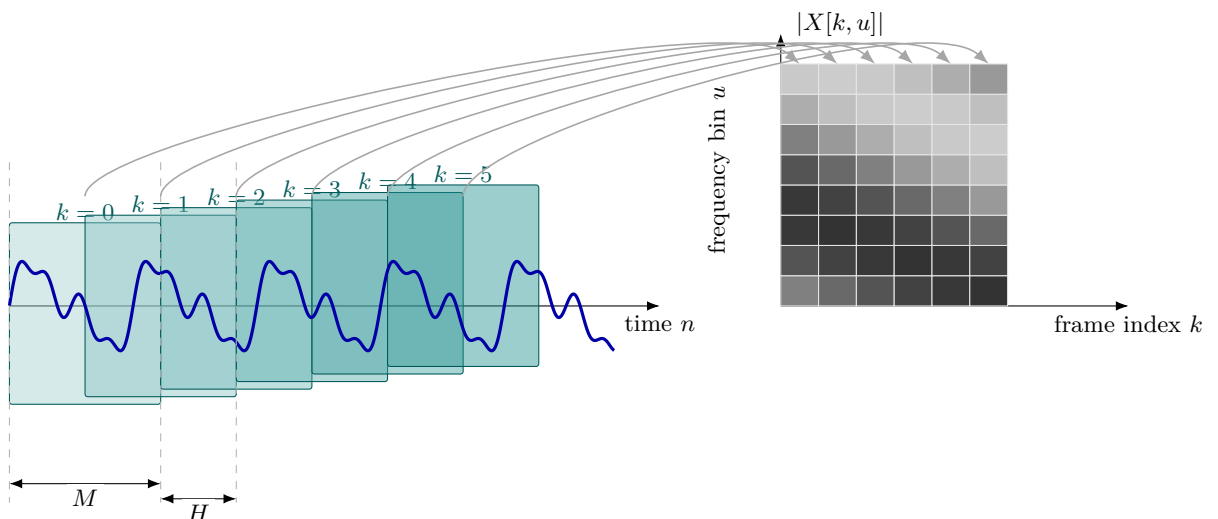 |X[k, u]|
frequency bin u
k = 0
k = 1
k = 2
k = 3
k = 4
k = 5
time n
frame index k
M
H